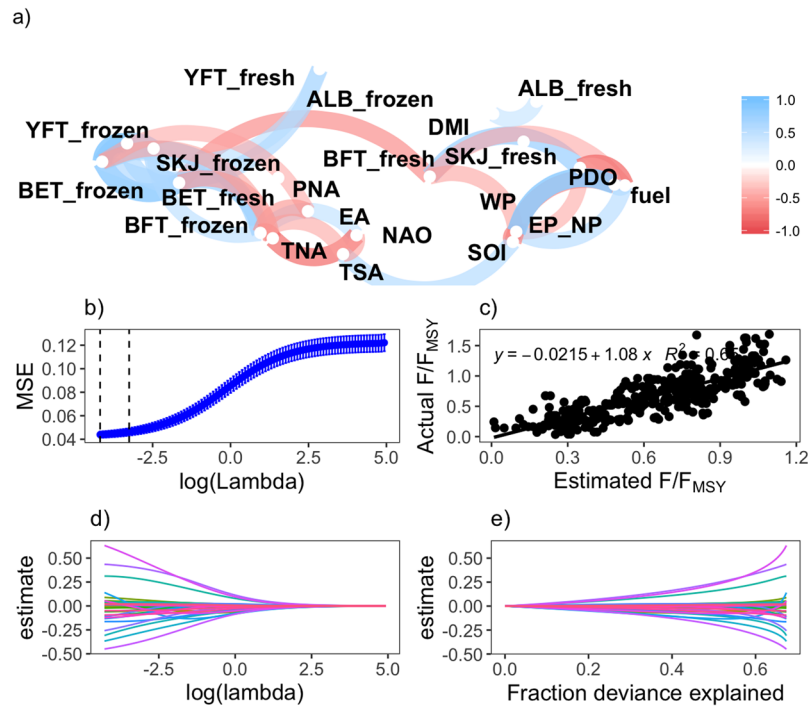 a)
YFT_fresh
ALB_frozen
ALB_fresh
YFT_frozen
DMI
SKJ_frozen
BFT_fresh
SKJ_fresh
BET_frozen
BET_fresh
PNA
PDO
fuel
WP
BFT_frozen
EA
NAO
EP_NP
TNA
SOI
TSA
1.0
0.5
0.0
-0.5
-1.0
b)
MSE
0.12
0.10
0.08
0.06
0.04
-2.5 0.0 2.5 5.0
log(Lambda)
c)
Actual F/F_MSY
1.5
1.0
0.5
0.0
y = −0.0215 + 1.08 x R²
0.0 0.3 0.6 0.9 1.2
Estimated F/F_MSY
d)
estimate
0.50
0.25
0.00
-0.25
-0.50
-2.5 0.0 2.5 5.0
log(lambda)
e)
estimate
0.50
0.25
0.00
-0.25
-0.50
0.0 0.2 0.4 0.6
Fraction deviance explained